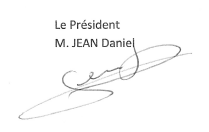 Le Président
M. JEAN Daniel